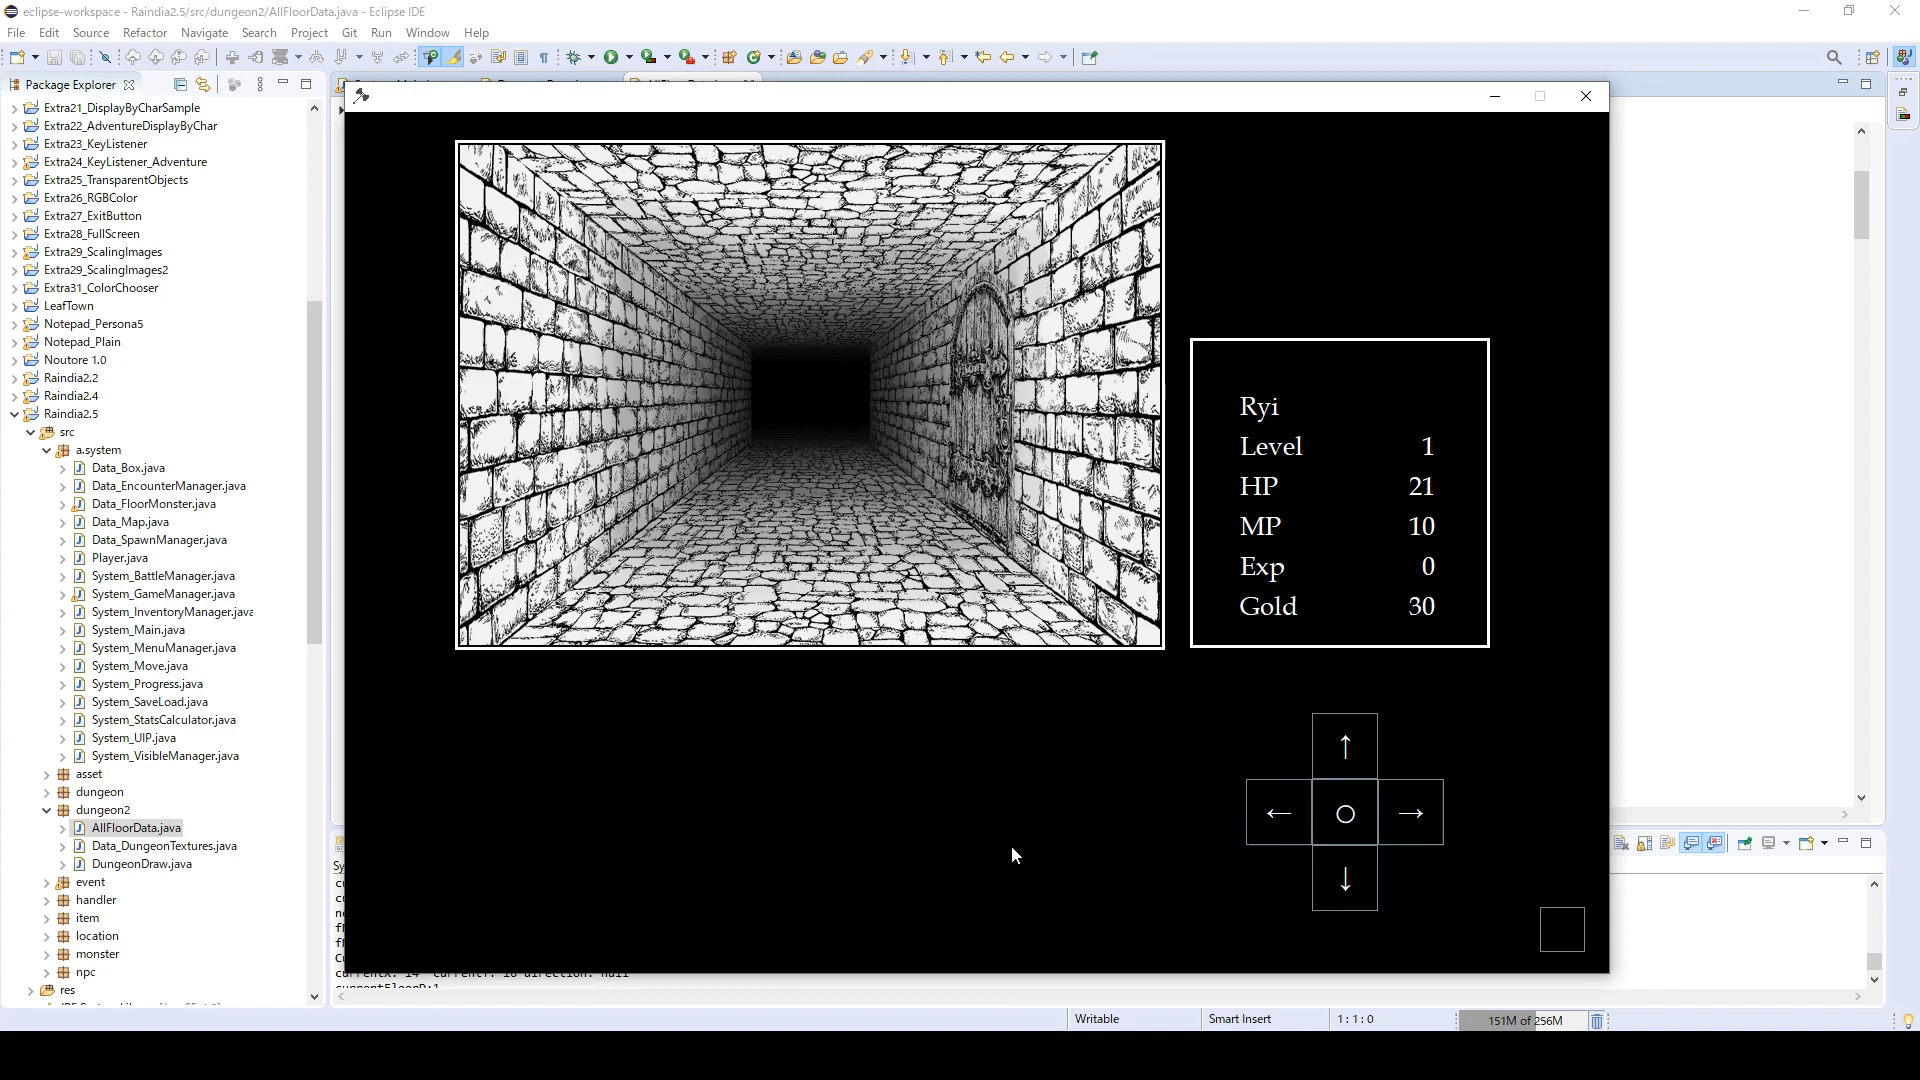 eclipse-workspace - Raindia2.5/src/dungeon2/AllFloorData.java - Eclipse IDE
File Edit Source Refactor Navigate Search Project Git Run Window Help
Package Explorer
Extra21_DisplayByCharSample
Extra22_AdventureDisplayByChar
Extra23_KeyListener
Extra24_KeyListener_Adventure
Extra25_TransparentObjects
Extra26_RGBColor
Extra27_ExitButton
Extra28_FullScreen
Extra29_ScalingImages
Extra29_ScalingImages2
Extra31_ColorChooser
LeafTown
Notepad_Persona5
Notepad_Plain
Noutore 1.0
Raindia2.2
Raindia2.4
Raindia2.5
src
a.system
Data_Box.java
Data_EncounterManager.java
Data_FloorMonster.java
Data_Map.java
Data_SpawnManager.java
Player.java
System_BattleManager.java
System_GameManager.java
System_InventoryManager.java
System_Main.java
System_MenuManager.java
System_Move.java
System_Progress.java
System_SaveLoad.java
System_StatsCalculator.java
System_UIP.java
System_VisibleManager.java
asset
dungeon
dungeon2
AllFloorData.java
Data_DungeonTextures.java
DungeonDraw.java
event
handler
item
location
monster
npc
res
Ryi
Level 1
HP 21
MP 10
Exp 0
Gold 30
↑
← ○ →
↓
Writable Smart Insert 1 : 1 : 0 151M of 256M